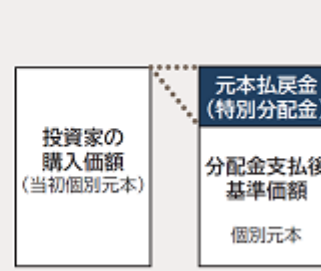 投資家の
購入価額
（当初個別元本）
元本払戻金
（特別分配金）
分配金支払後
基準価額
個別元本